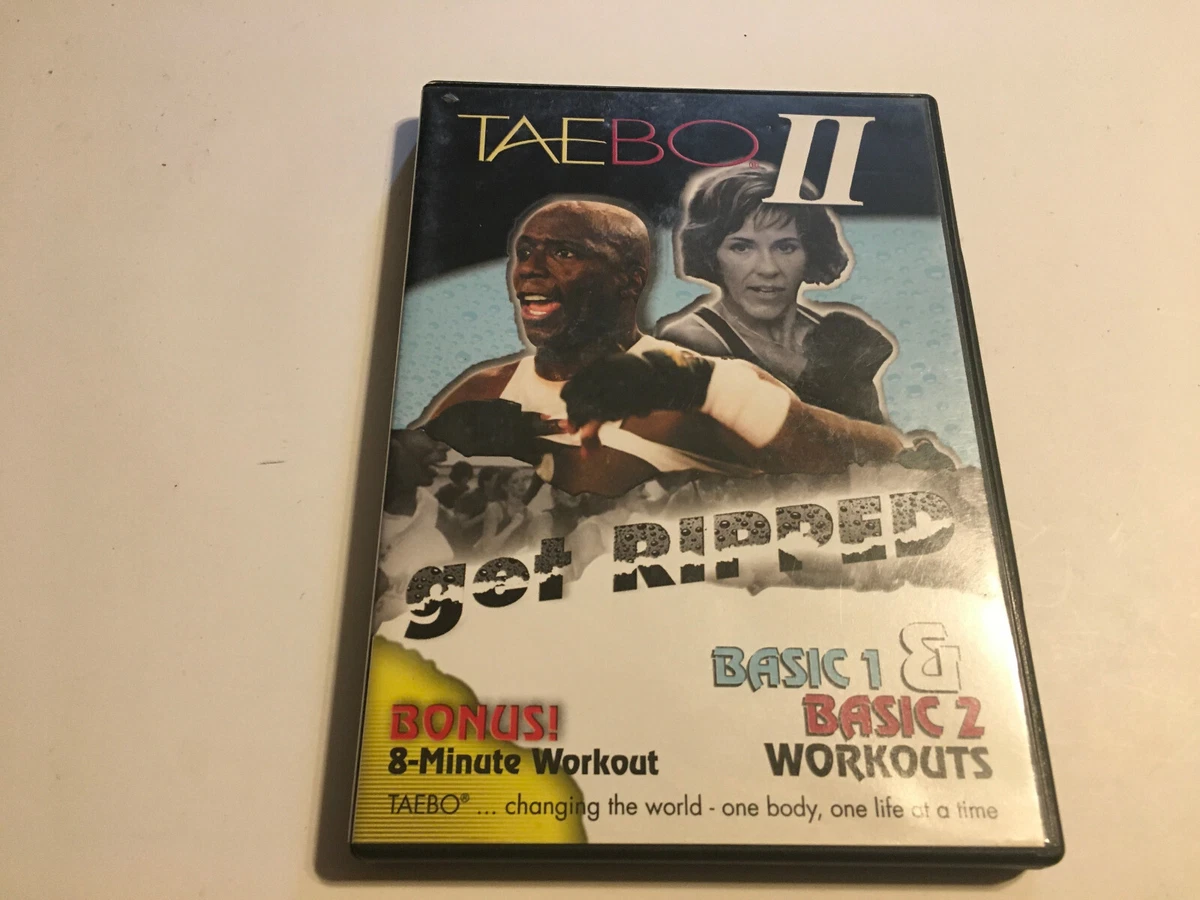 TAEBO® II
got RIPPED
BASIC 1 &
BASIC 2
WORKOUTS
BONUS!
8-Minute Workout
TAEBO® ... changing the world - one body, one life at a time